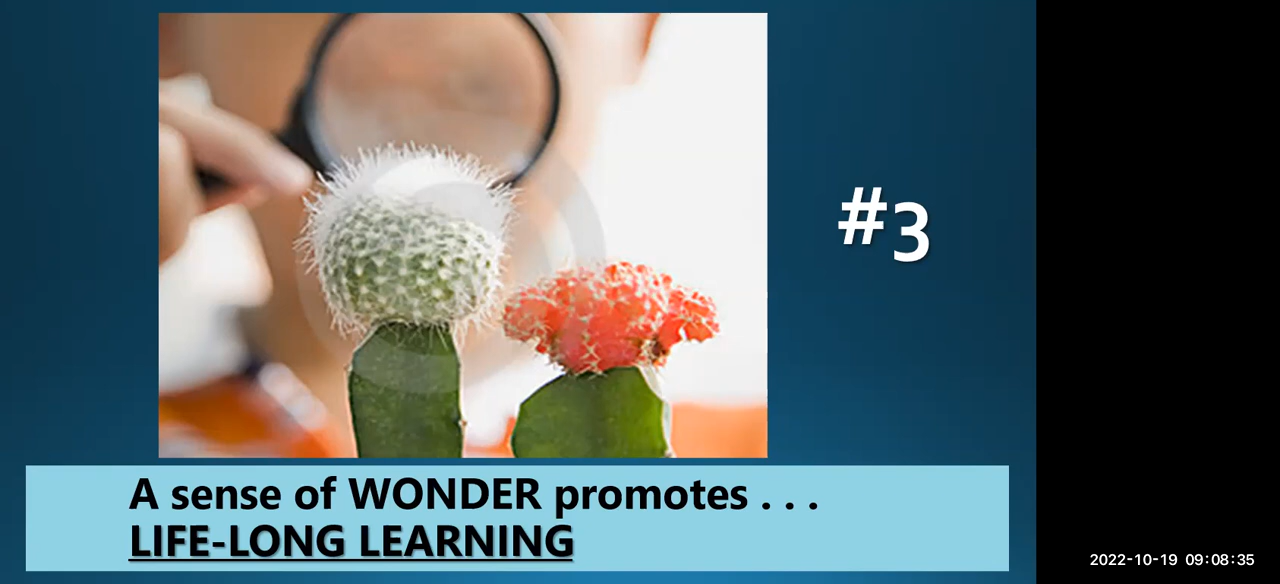 #3
A sense of WONDER promotes . . .
LIFE-LONG LEARNING
2022-10-19 09:08:35